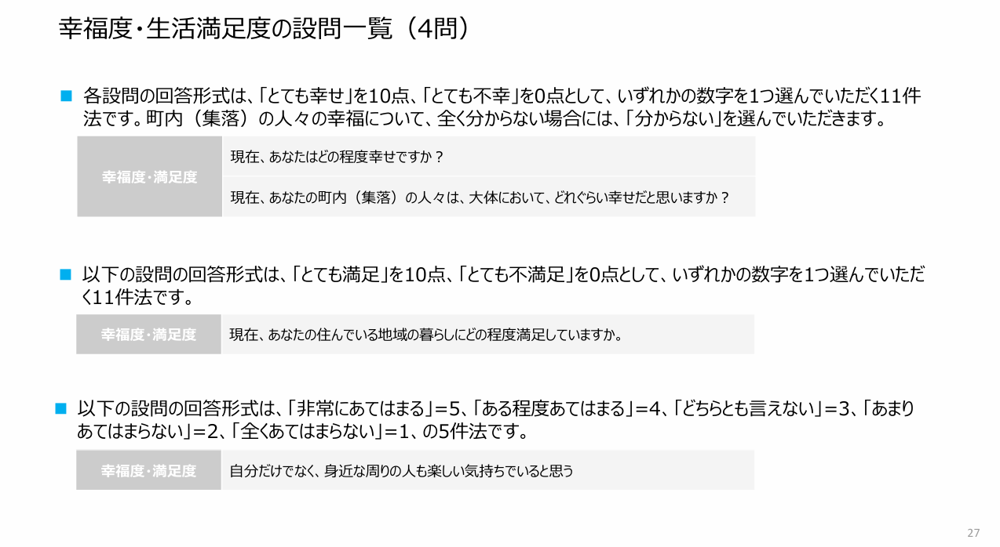 幸福度・生活満足度の設問一覧（4問）
■ 各設問の回答形式は、「とても幸せ」を10点、「とても不幸」を0点として、いずれかの数字を1つ選んでいただく11件
法です。町内（集落）の人々の幸福について、全く分からない場合には、「分からない」を選んでいただきます。
幸福度・満足度
現在、あなたはどの程度幸せですか？
現在、あなたの町内（集落）の人々は、大体において、どれぐらい幸せだと思いますか？
■ 以下の設問の回答形式は、「とても満足」を10点、「とても不満足」を0点として、いずれかの数字を1つ選んでいただ
く11件法です。
幸福度・満足度
現在、あなたの住んでいる地域の暮らしにどの程度満足していますか。
■ 以下の設問の回答形式は、「非常にあてはまる」=5、「ある程度あてはまる」=4、「どちらとも言えない」=3、「あまり
あてはまらない」=2、「全くあてはまらない」=1、の5件法です。
幸福度・満足度
自分だけでなく、身近な周りの人も楽しい気持ちでいると思う
27